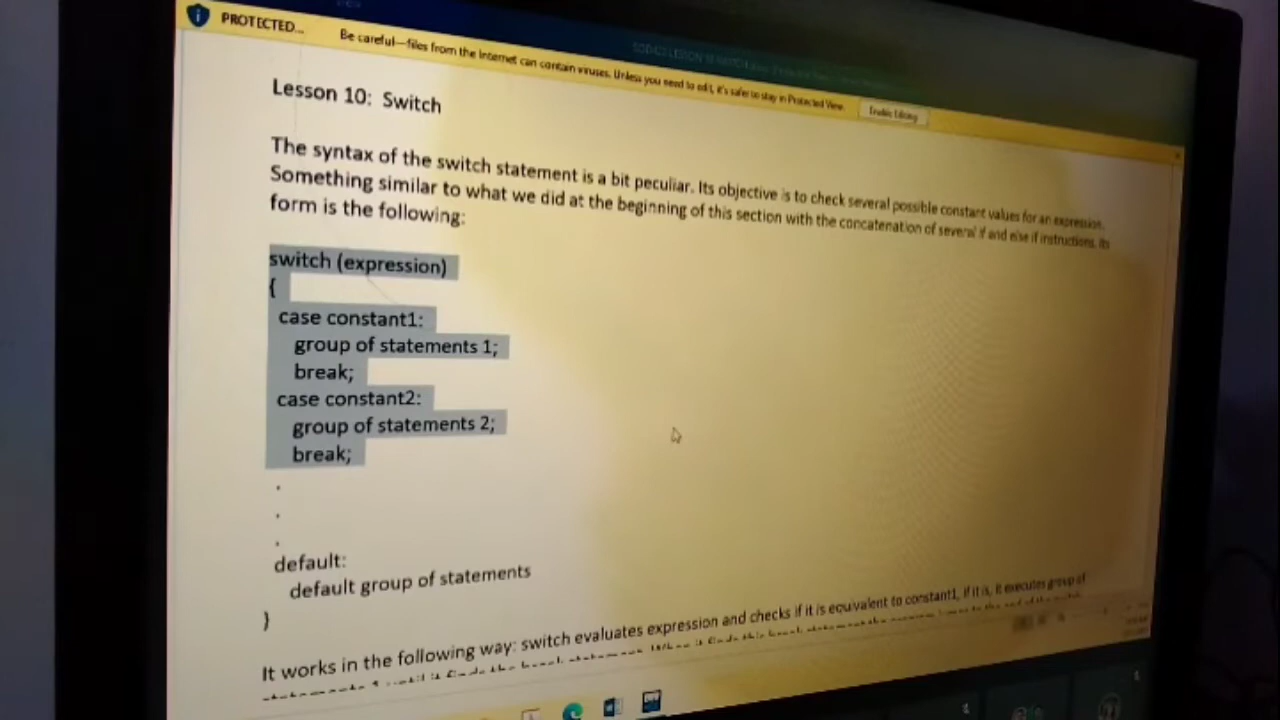 PROTECTED... Be careful—files from the Internet can contain viruses. Unless you need to edit, it's safer to stay in Protected View. Enable Editing
Lesson 10: Switch
The syntax of the switch statement is a bit peculiar. Its objective is to check several possible constant values for an expression.
Something similar to what we did at the beginning of this section with the concatenation of several if and else if instructions. Its
form is the following:
switch (expression)
{
case constant1:
group of statements 1;
break;
case constant2:
group of statements 2;
break;
.
.
.
default:
default group of statements
}
It works in the following way: switch evaluates expression and checks if it is equivalent to constant1, if it is, it executes group of